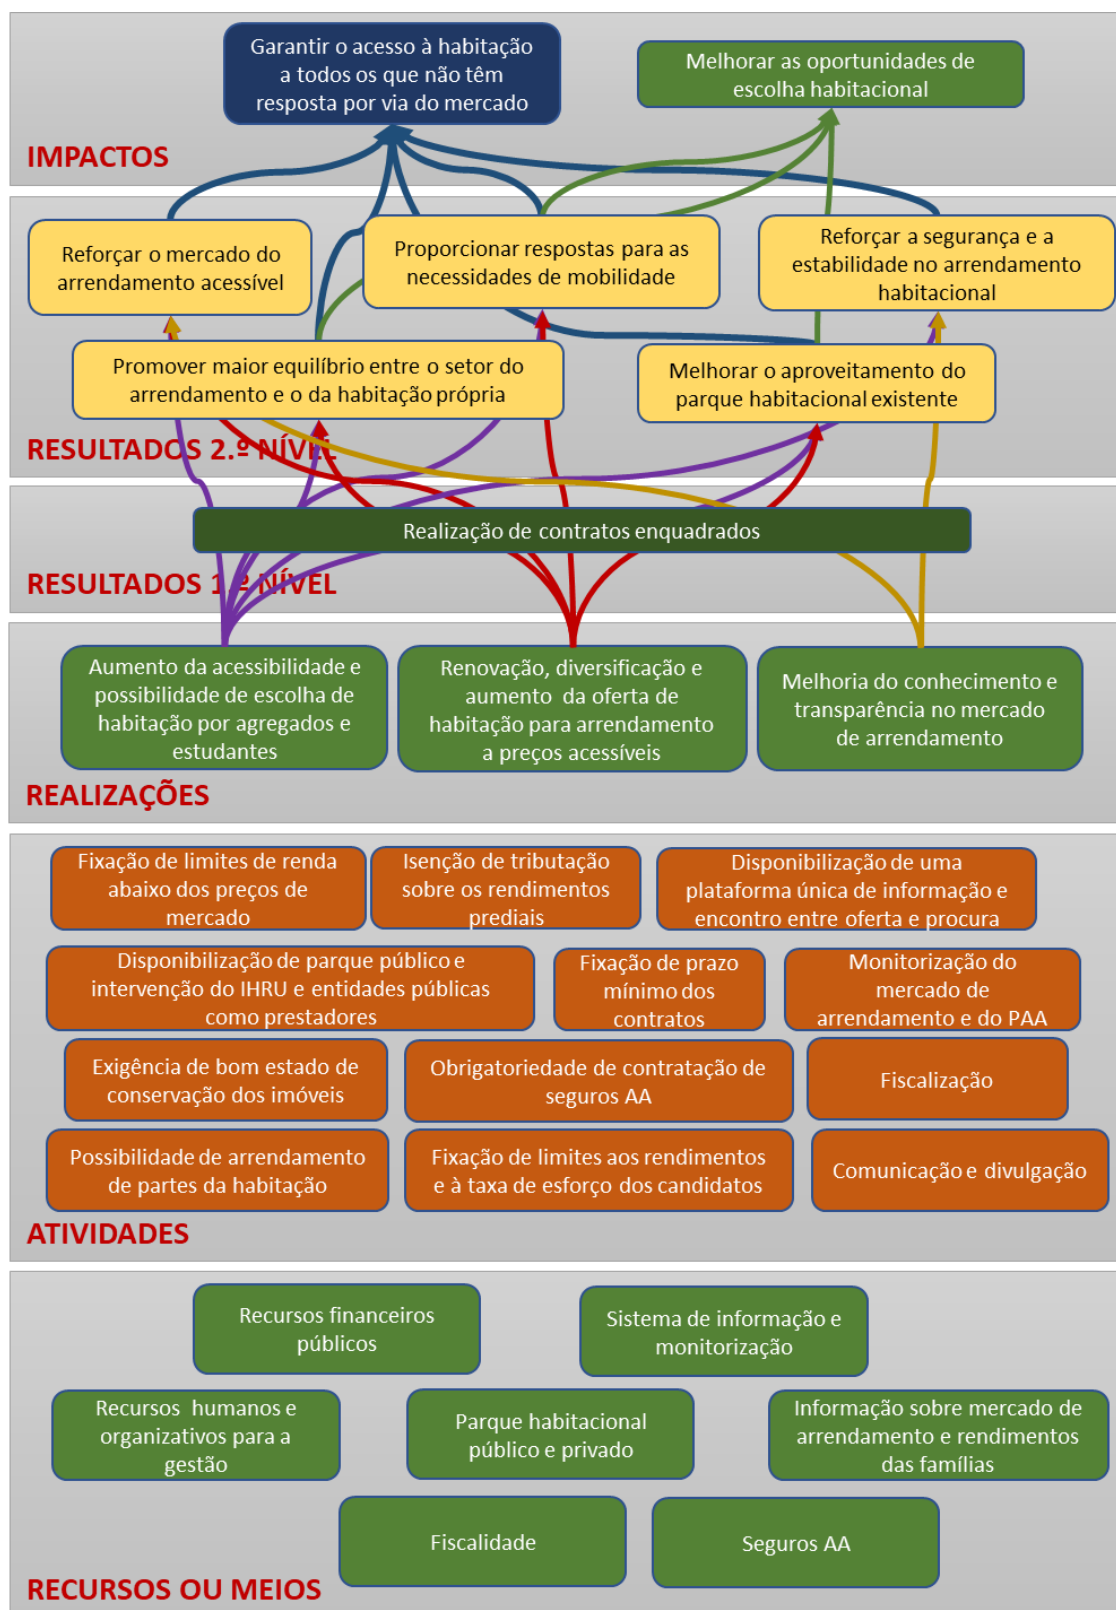 Garantir o acesso à habitação
a todos os que não têm
resposta por via do mercado
Melhorar as oportunidades de
escolha habitacional
IMPACTOS
Reforçar o mercado do
arrendamento acessível
Proporcionar respostas para as
necessidades de mobilidade
Reforçar a segurança e a
estabilidade no arrendamento
habitacional
Promover maior equilíbrio entre o setor do
arrendamento e o da habitação própria
Melhorar o aproveitamento do
parque habitacional existente
RESULTADOS 2.º NÍVEL
Realização de contratos enquadrados
RESULTADOS 1.º NÍVEL
Aumento da acessibilidade e
possibilidade de escolha de
habitação por agregados e
estudantes
Renovação, diversificação e
aumento da oferta de
habitação para arrendamento
a preços acessíveis
Melhoria do conhecimento e
transparência no mercado
de arrendamento
REALIZAÇÕES
Fixação de limites de renda
abaixo dos preços de
mercado
Isenção de tributação
sobre os rendimentos
prediais
Disponibilização de uma
plataforma única de informação e
encontro entre oferta e procura
Disponibilização de parque público e
intervenção do IHRU e entidades públicas
como prestadores
Fixação de prazo
mínimo dos
contratos
Monitorização do
mercado de
arrendamento e do PAA
Exigência de bom estado de
conservação dos imóveis
Obrigatoriedade de contratação de
seguros AA
Fiscalização
Possibilidade de arrendamento
de partes da habitação
Fixação de limites aos rendimentos
e à taxa de esforço dos candidatos
Comunicação e divulgação
ATIVIDADES
Recursos financeiros
públicos
Sistema de informação e
monitorização
Recursos humanos e
organizativos para a
gestão
Parque habitacional
público e privado
Informação sobre mercado de
arrendamento e rendimentos
das famílias
Fiscalidade
Seguros AA
RECURSOS OU MEIOS